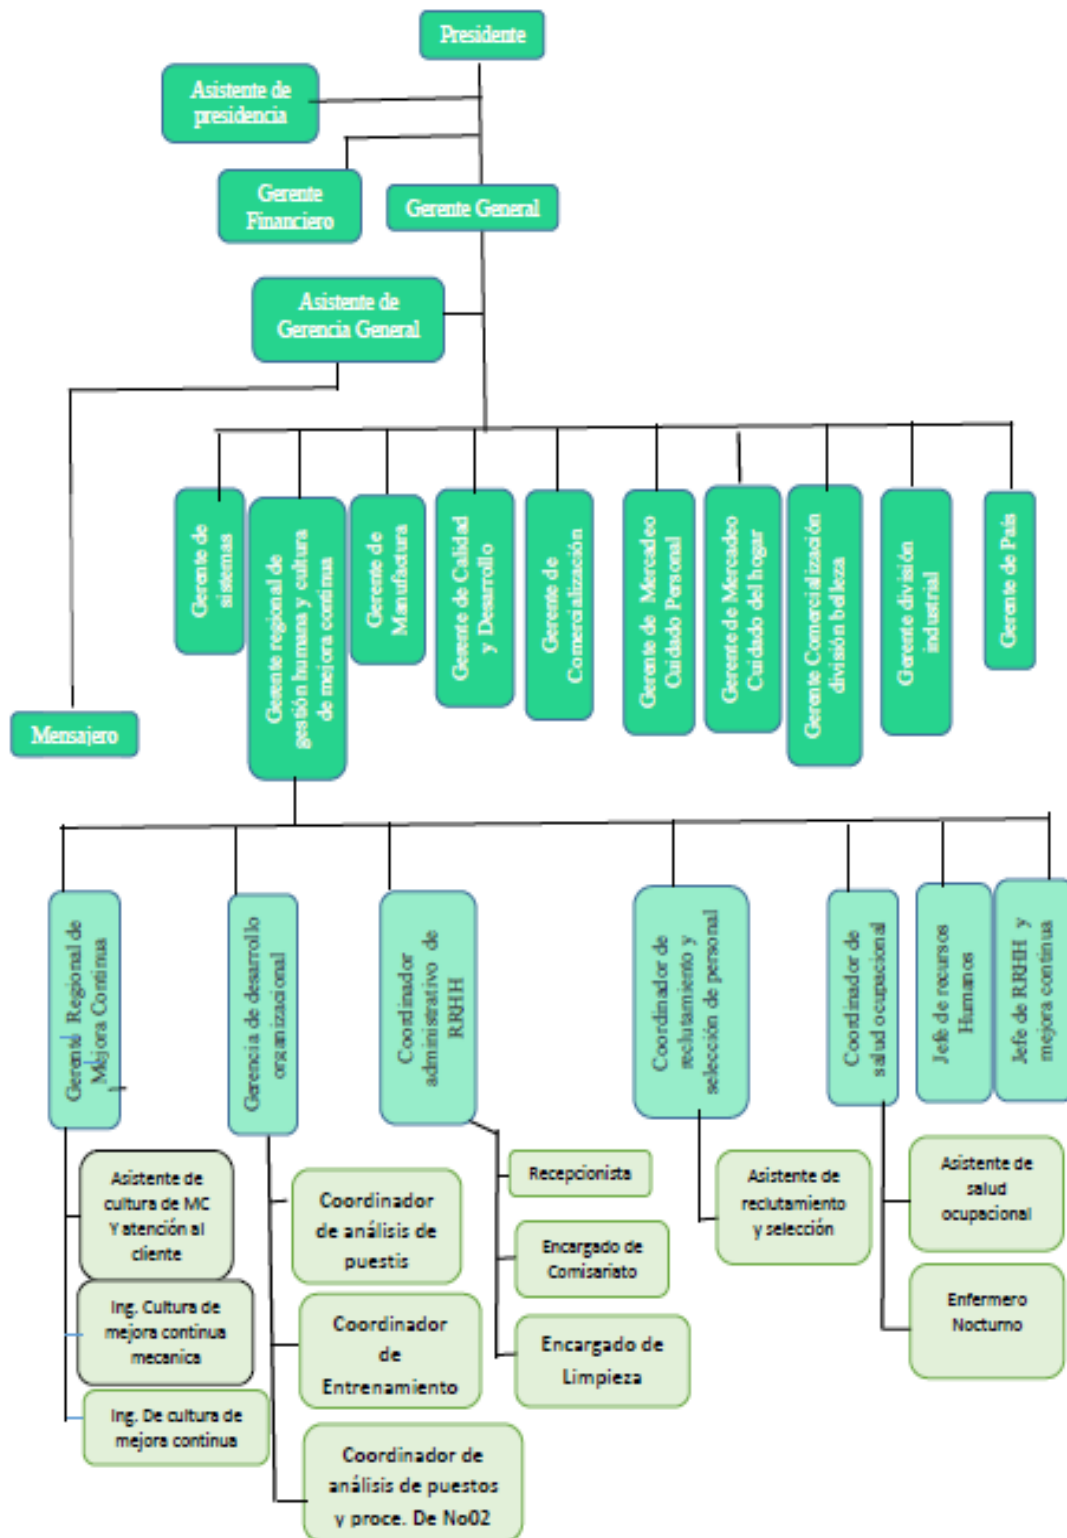 Presidente
Asistente de
presidencia
Gerente
Financiero
Gerente General
Asistente de
Gerencia General
Mensajero
Gerente de
sistemas
Gerente regional de
gestión humana y cultura
de mejora continua
Gerente de
Manufactura
Gerente de Calidad
y Desarrollo
Gerente de
Comercialización
Gerente de Mercadeo
Cuidado Personal
Gerente de Mercadeo
Cuidado del hogar
Gerente Comercialización
división belleza
Gerente división
industrial
Gerente de País
Gerente Regional de
Mejora Continua
Gerencia de desarrollo
organizacional
Coordinador
administrativo de
RRHH
Coordinador de
reclutamiento y
selección de personal
Coordinador de
salud ocupacional
Jefe de recursos
Humanos
Jefe de RRHH y
mejora continua
Asistente de
cultura de MC
Y atención al
cliente
Ing. Cultura de
mejora continua
mecanica
Ing. De cultura de
mejora continua
Coordinador
de análisis de
puestis
Coordinador
de
Entrenamiento
Coordinador de
análisis de puestos
y proce. De No02
Recepcionista
Encargado de
Comisariato
Encargado de
Limpieza
Asistente de
reclutamiento
y selección
Asistente de
salud
ocupacional
Enfermero
Nocturno